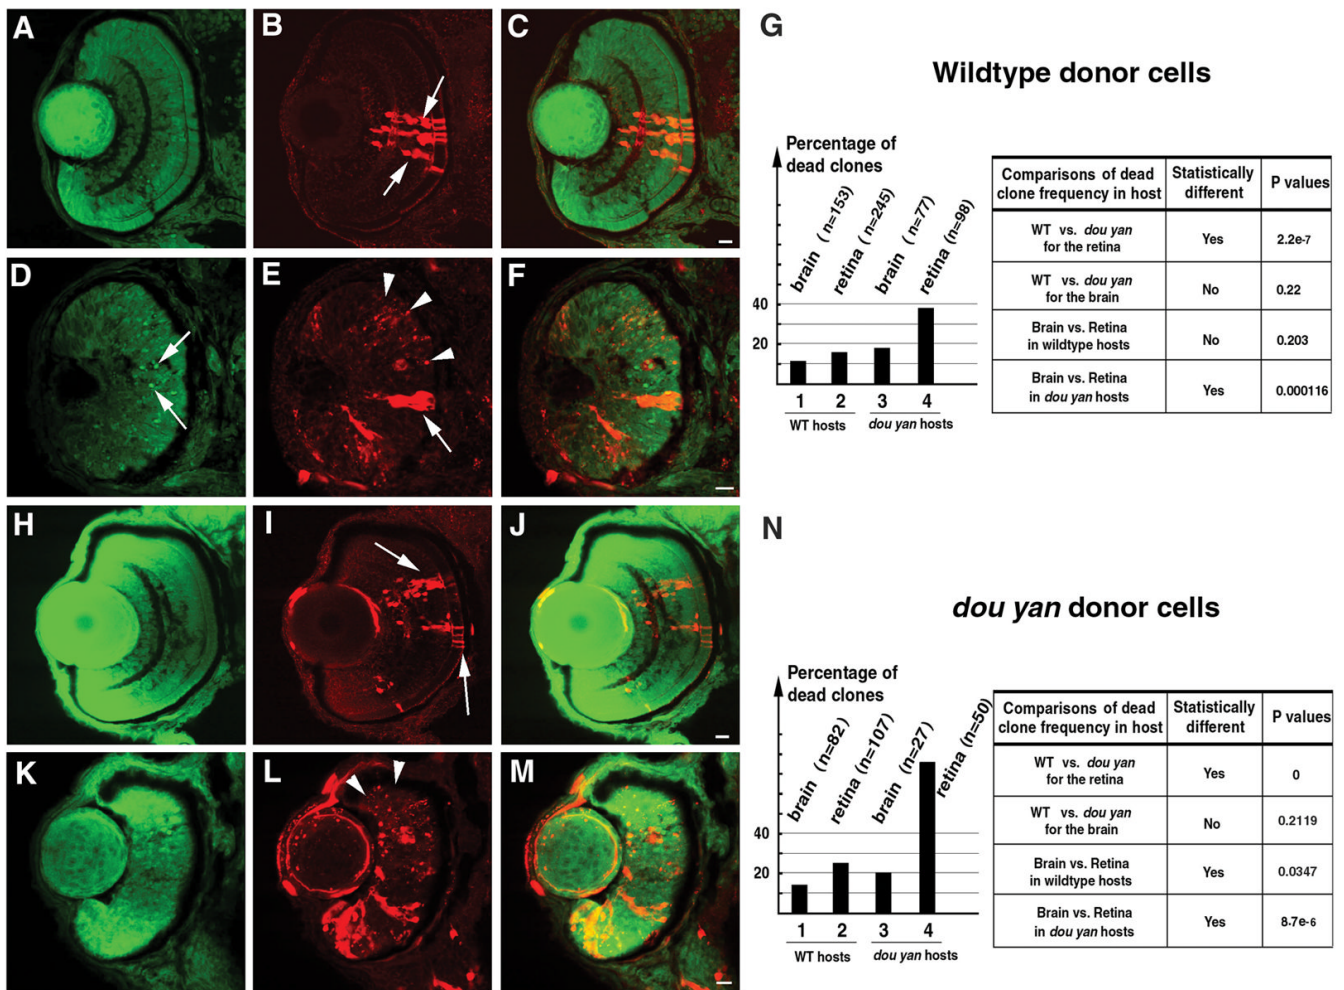 A
B
C
D
E
F
H
I
J
K
L
M
G
Wildtype donor cells
Percentage of
dead clones
brain ( n=153)
retina ( n=245)
brain ( n=77)
retina (n=98)
40
20
1 2 3 4
WT hosts dou yan hosts
Comparisons of dead
clone frequency in host
Statistically
different
P values
WT vs. dou yan
for the retina
Yes
2.2e-7
WT vs. dou yan
for the brain
No
0.22
Brain vs. Retina
in wildtype hosts
No
0.203
Brain vs. Retina
in dou yan hosts
Yes
0.000116
N
dou yan donor cells
Percentage of
dead clones
brain (n=82)
retina (n=107)
brain (n=27)
retina (n=50)
40
20
1 2 3 4
WT hosts dou yan hosts
Comparisons of dead
clone frequency in host
Statistically
different
P values
WT vs. dou yan
for the retina
Yes
0
WT vs. dou yan
for the brain
No
0.2119
Brain vs. Retina
in wildtype hosts
Yes
0.0347
Brain vs. Retina
in dou yan hosts
Yes
8.7e-6